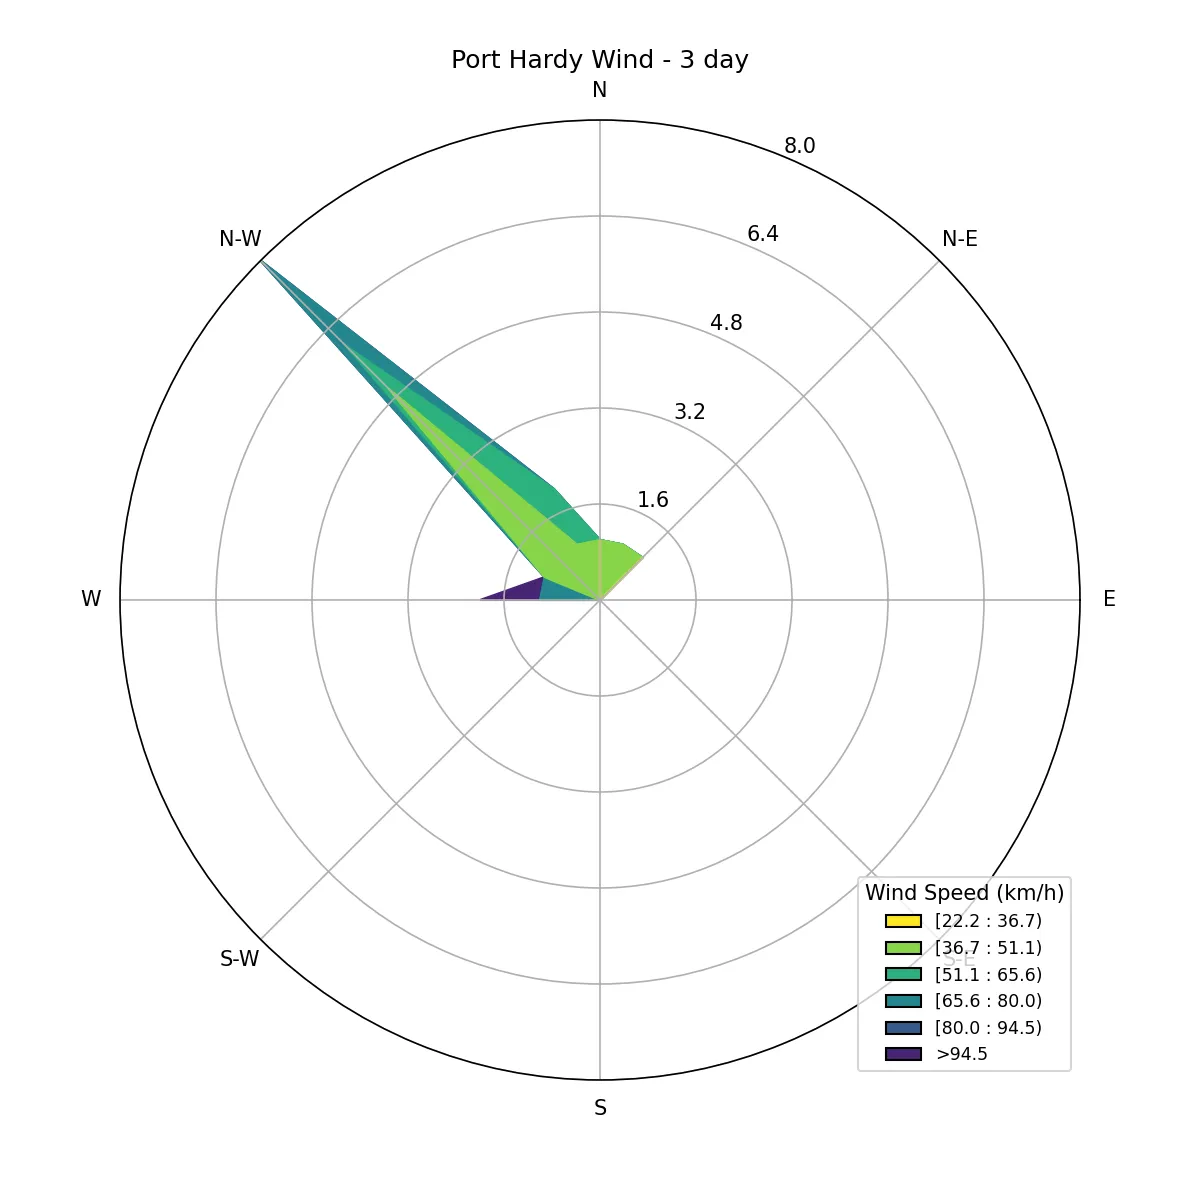 Port Hardy Wind - 3 day
N
8.0
N-W
6.4
N-E
4.8
3.2
1.6
W
E
Wind Speed (km/h)
[22.2 : 36.7)
[36.7 : 51.1)
S-W
S-E
[51.1 : 65.6)
[65.6 : 80.0)
[80.0 : 94.5)
>94.5
S